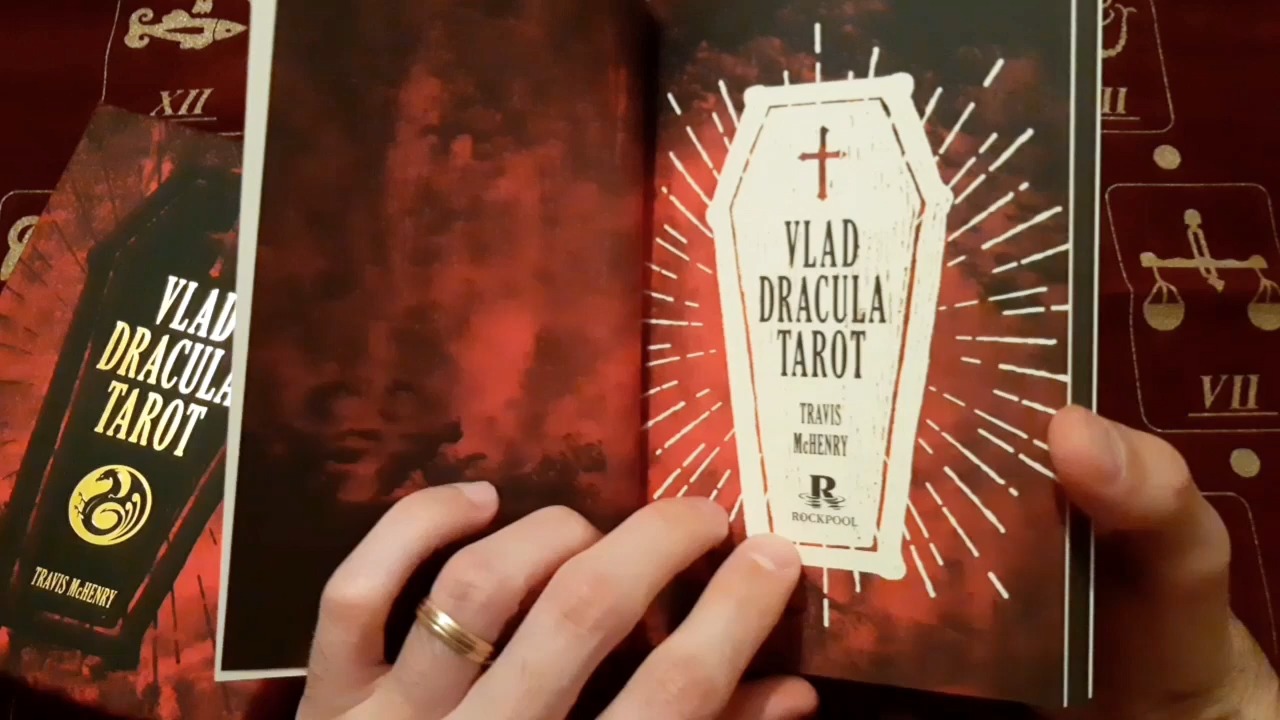 XII
VLAD
DRACULA
TAROT
TRAVIS McHENRY
VLAD
DRACULA
TAROT
TRAVIS
McHENRY
R
ROCKPOOL
VII